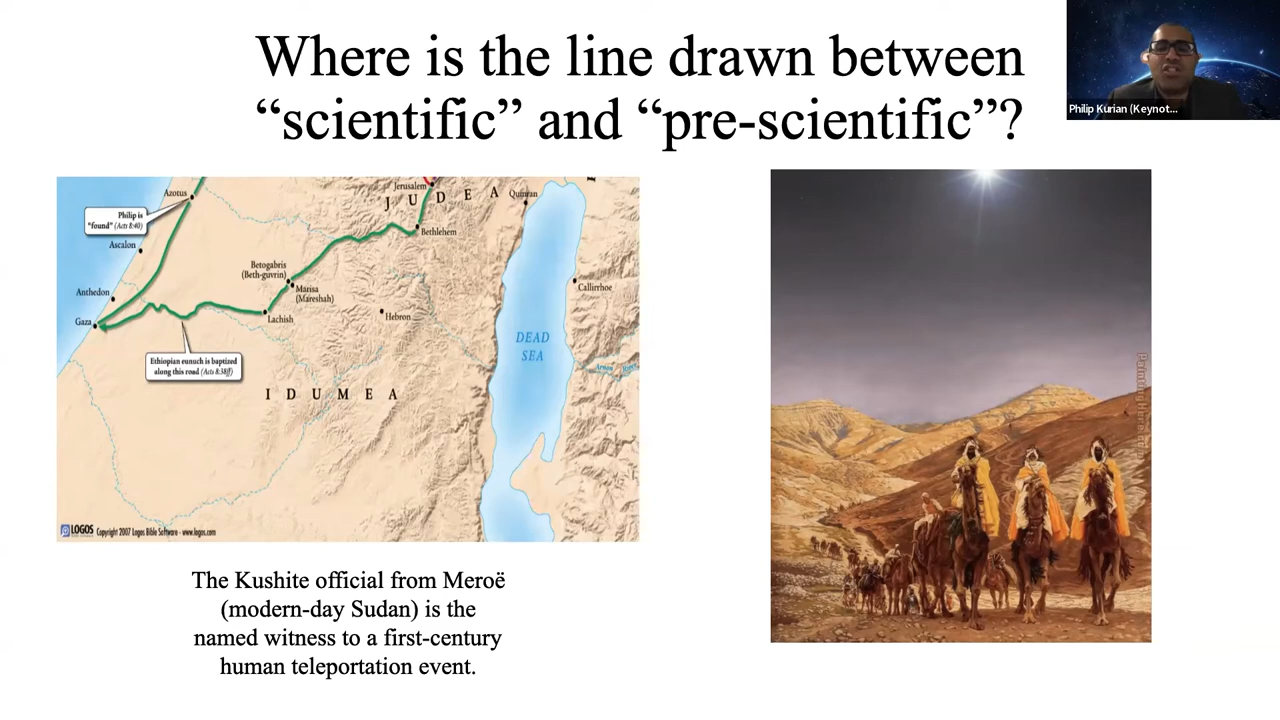 Where is the line drawn between
“scientific” and “pre-scientific”?
Philip Kurian (Keynot...
Azotus
Philip is
"found" (Acts 8:40)
Ascalon
Anthedon
Gaza
Jerusalem
J U D E A
Qumran
Bethlehem
Betogabris
(Beth-guvrin)
Marisa
(Mareshah)
Lachish
Hebron
Callirrhoe
DEAD
SEA
Ethiopian eunuch is baptized
along this road (Acts 8:38ff)
I D U M E A
LOGOS Copyright 2007 Logos Bible Software - www.logos.com
The Kushite official from Meroë
(modern-day Sudan) is the
named witness to a first-century
human teleportation event.